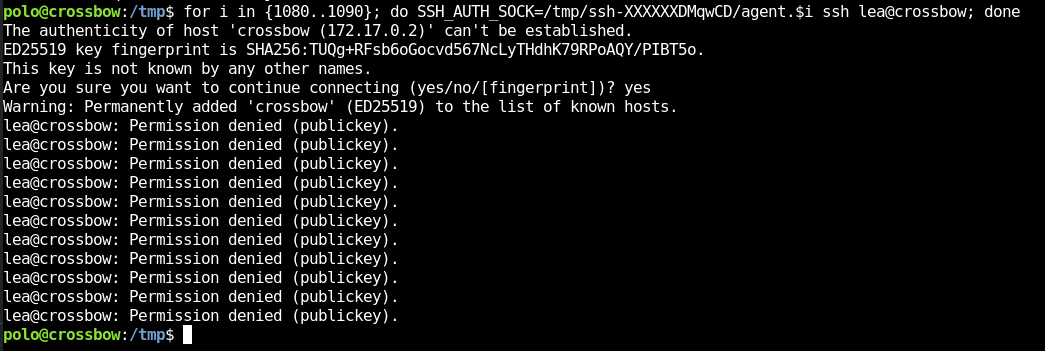 polo@crossbow:/tmp$ for i in {1080..1090}; do SSH_AUTH_SOCK=/tmp/ssh-XXXXXXDMqwCD/agent.$i ssh lea@crossbow; done
The authenticity of host 'crossbow (172.17.0.2)' can't be established.
ED25519 key fingerprint is SHA256:TUQg+RFsb6oGocvd567NcLyTHdhK79RPoAQY/PIBT5o.
This key is not known by any other names.
Are you sure you want to continue connecting (yes/no/[fingerprint])? yes
Warning: Permanently added 'crossbow' (ED25519) to the list of known hosts.
lea@crossbow: Permission denied (publickey).
lea@crossbow: Permission denied (publickey).
lea@crossbow: Permission denied (publickey).
lea@crossbow: Permission denied (publickey).
lea@crossbow: Permission denied (publickey).
lea@crossbow: Permission denied (publickey).
lea@crossbow: Permission denied (publickey).
lea@crossbow: Permission denied (publickey).
lea@crossbow: Permission denied (publickey).
lea@crossbow: Permission denied (publickey).
lea@crossbow: Permission denied (publickey).
polo@crossbow:/tmp$